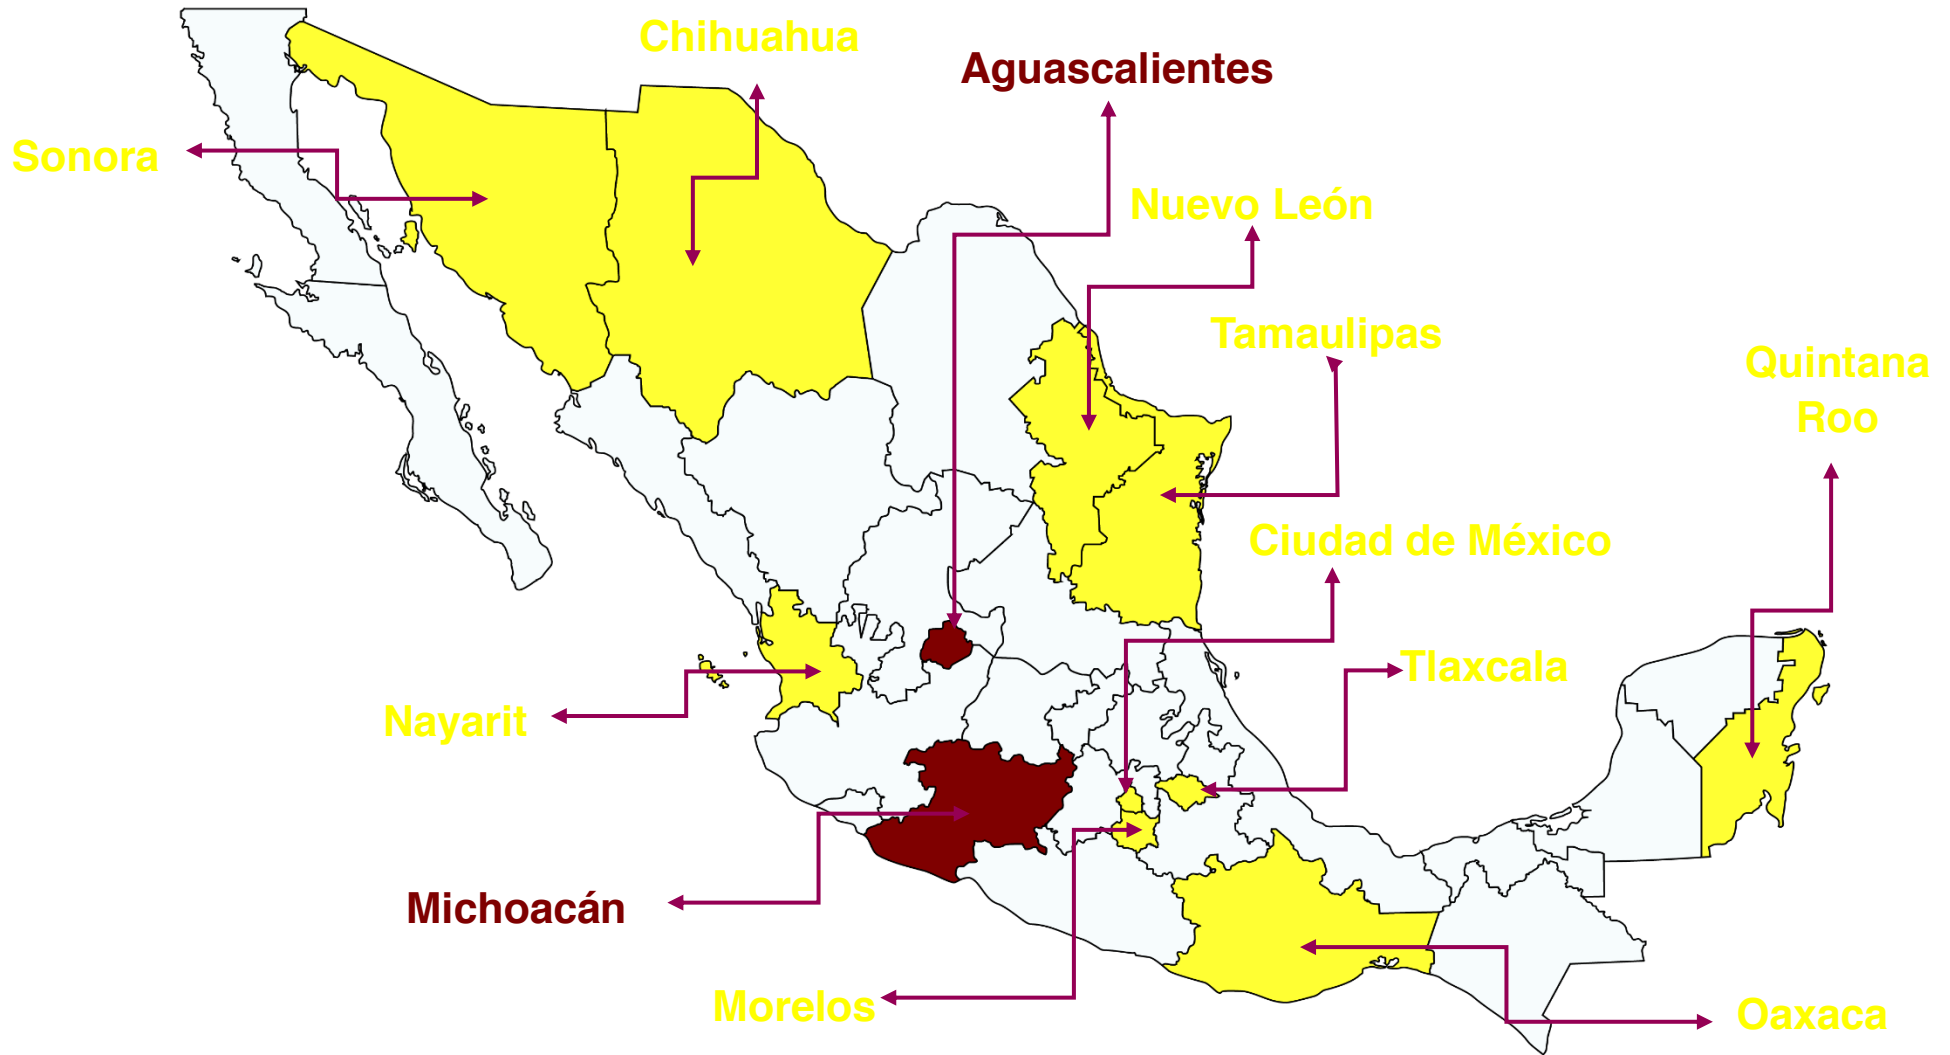 Chihuahua
Aguascalientes
Sonora
Nuevo León
Tamaulipas
Quintana
Roo
Ciudad de México
Tlaxcala
Nayarit
Michoacán
Morelos
Oaxaca